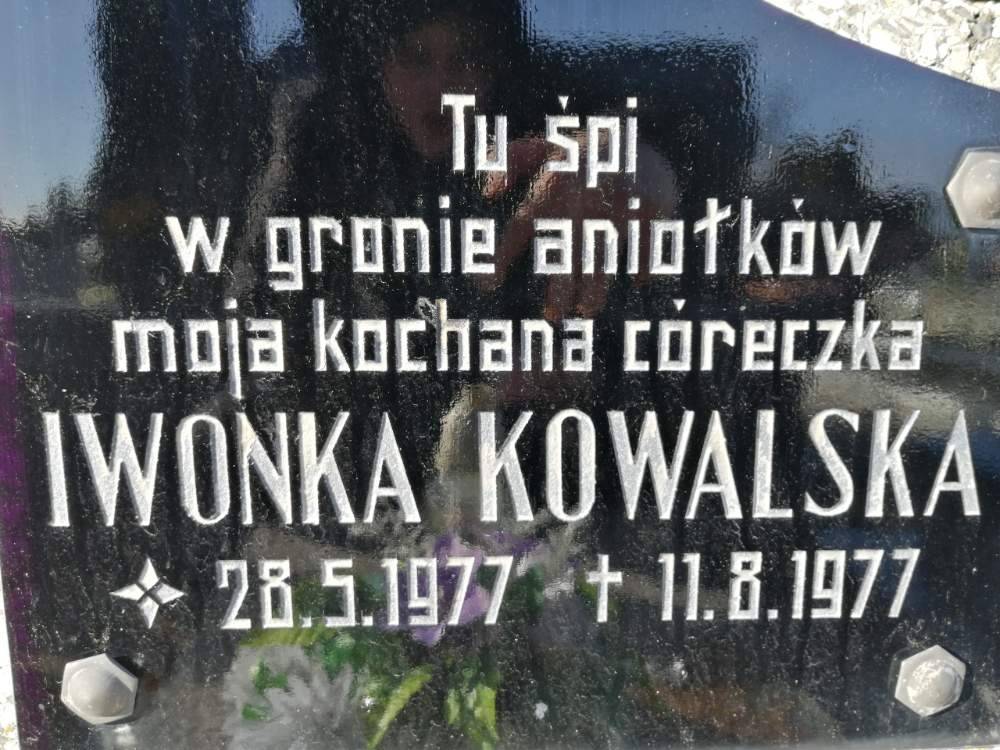 Tu śpi
w gronie aniołków
moja kochana córeczka
IWONKA KOWALSKA
28.5.1977 † 11.8.1977